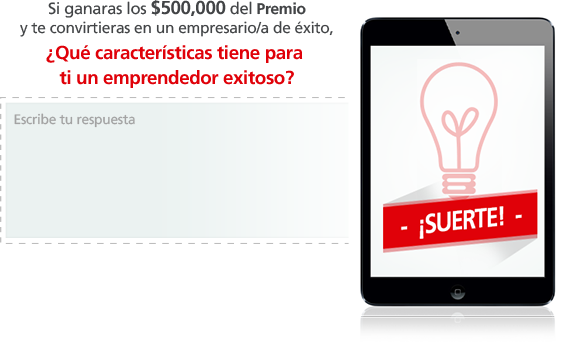 Si ganaras los $500,000 del Premio
y te convirtieras en un empresario/a de éxito,
¿Qué características tiene para
ti un emprendedor exitoso?
Escribe tu respuesta
- ¡SUERTE! -